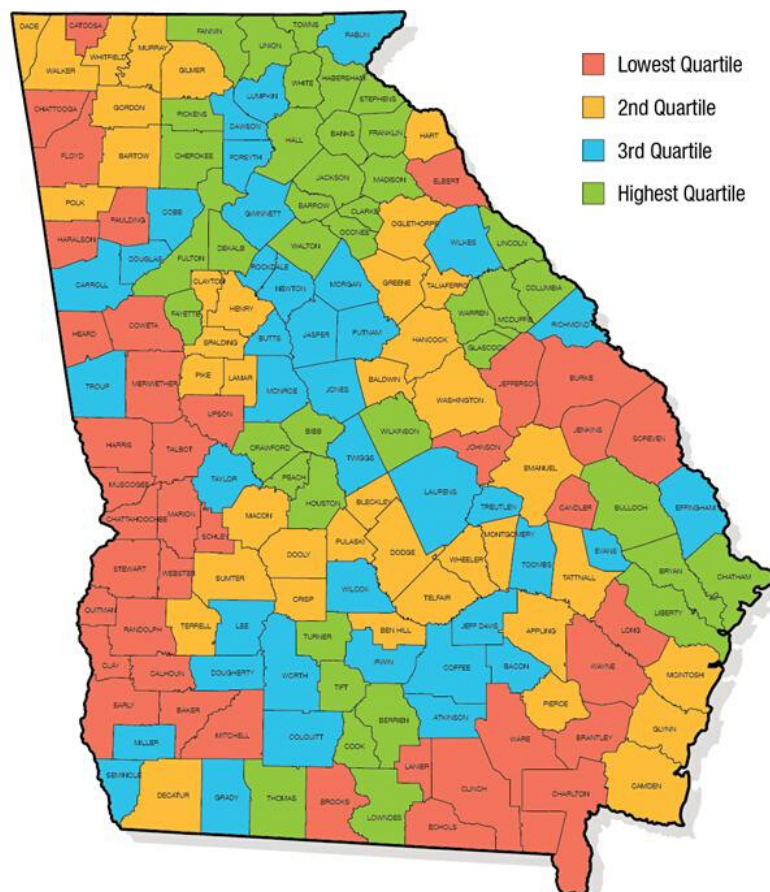 DADE
CATOOSA
FANNIN
TOWNS
RABUN
WHITFIELD
MURRAY
UNION
WALKER
GILMER
WHITE
HABERSHAM
LUMPKIN
STEPHENS
CHATTOOGA
GORDON
PICKENS
DAWSON
BANKS
FRANKLIN
HART
FLOYD
BARTOW
CHEROKEE
FORSYTH
HALL
JACKSON
MADISON
ELBERT
POLK
PAULDING
COBB
GWINNETT
BARROW
CLARKE
OCONEE
OGLETHORPE
WILKES
LINCOLN
HARALSON
DOUGLAS
FULTON
DEKALB
WALTON
CARROLL
CLAYTON
ROCKDALE
NEWTON
MORGAN
GREENE
TALIAFERRO
COLUMBIA
WARREN
MCDUFFIE
FAYETTE
HENRY
RICHMOND
HEARD
COWETA
SPALDING
BUTTS
JASPER
PUTNAM
HANCOCK
GLASCOCK
TROUP
MERIWETHER
PIKE
LAMAR
MONROE
JONES
BALDWIN
WASHINGTON
JEFFERSON
BURKE
UPSON
BIBB
WILKINSON
JENKINS
SCREVEN
HARRIS
TALBOT
CRAWFORD
TWIGGS
JOHNSON
EMANUEL
MUSCOGEE
TAYLOR
PEACH
HOUSTON
LAURENS
TREUTLEN
CANDLER
BULLOCH
EFFINGHAM
CHATTAHOOCHEE
MARION
SCHLEY
MACON
BLECKLEY
PULASKI
DODGE
WHEELER
MONTGOMERY
TOOMBS
EVANS
TATTNALL
BRYAN
CHATHAM
STEWART
WEBSTER
SUMTER
DOOLY
CRISP
WILCOX
TELFAIR
LIBERTY
QUITMAN
RANDOLPH
TERRELL
LEE
TURNER
BEN HILL
JEFF DAVIS
APPLING
LONG
WAYNE
CLAY
CALHOUN
DOUGHERTY
WORTH
IRWIN
COFFEE
BACON
MCINTOSH
EARLY
BAKER
MITCHELL
TIFT
BERRIEN
ATKINSON
PIERCE
GLYNN
MILLER
COLQUITT
COOK
LANIER
WARE
BRANTLEY
SEMINOLE
DECATUR
GRADY
THOMAS
BROOKS
LOWNDES
CLINCH
ECHOLS
CHARLTON
CAMDEN
Lowest Quartile
2nd Quartile
3rd Quartile
Highest Quartile